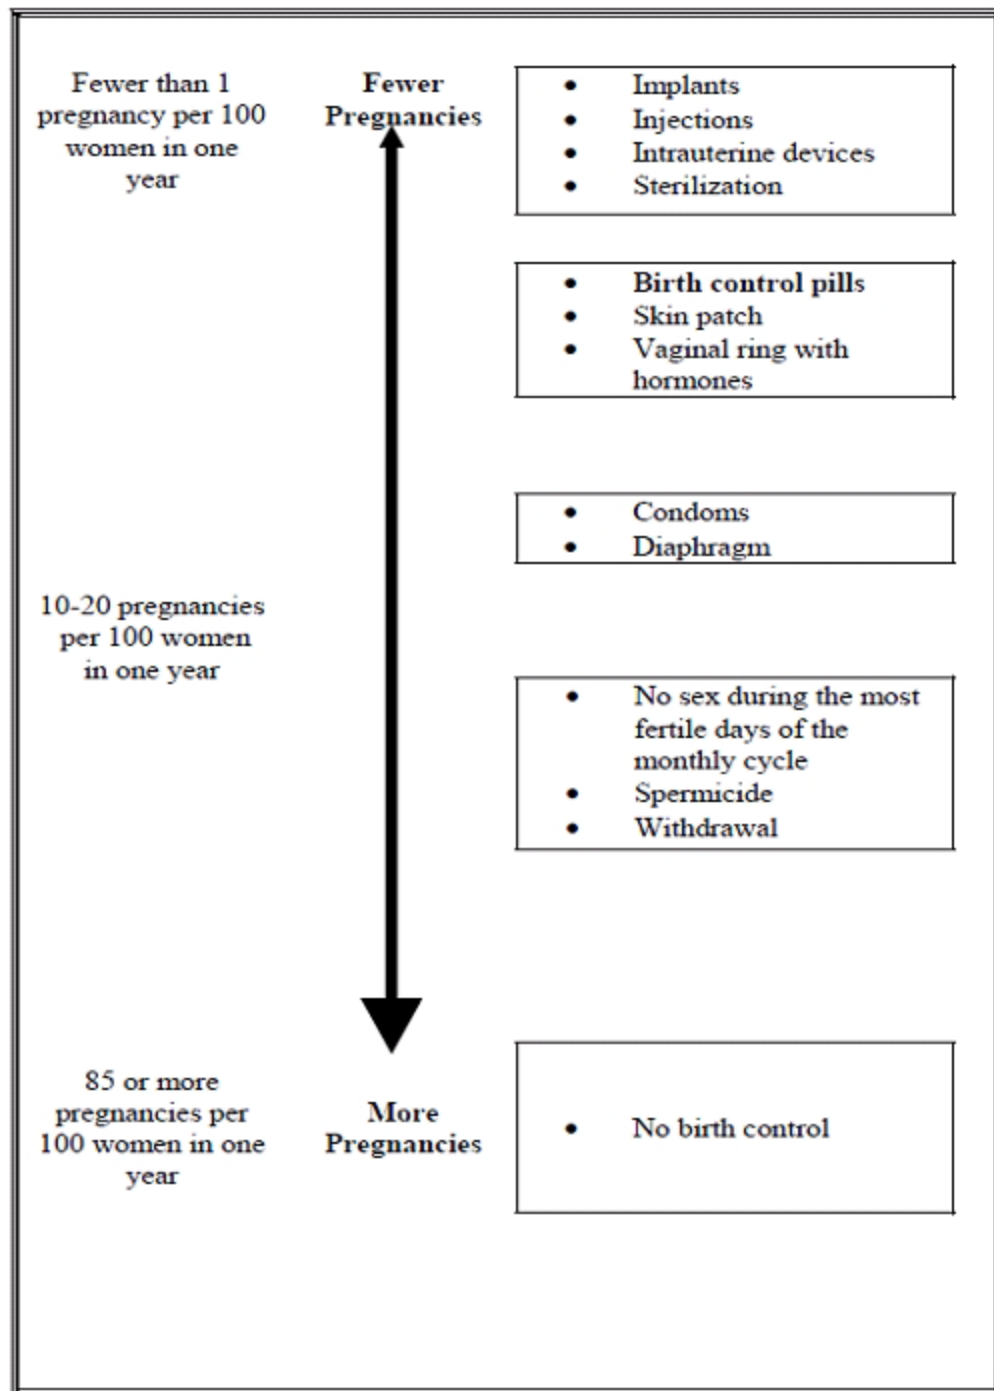 Fewer than 1
pregnancy per 100
women in one
year
Fewer
Pregnancies
• Implants
• Injections
• Intrauterine devices
• Sterilization
• Birth control pills
• Skin patch
• Vaginal ring with
hormones
• Condoms
• Diaphragm
10-20 pregnancies
per 100 women
in one year
• No sex during the most
fertile days of the
monthly cycle
• Spermicide
• Withdrawal
85 or more
pregnancies per
100 women in one
year
More
Pregnancies
• No birth control